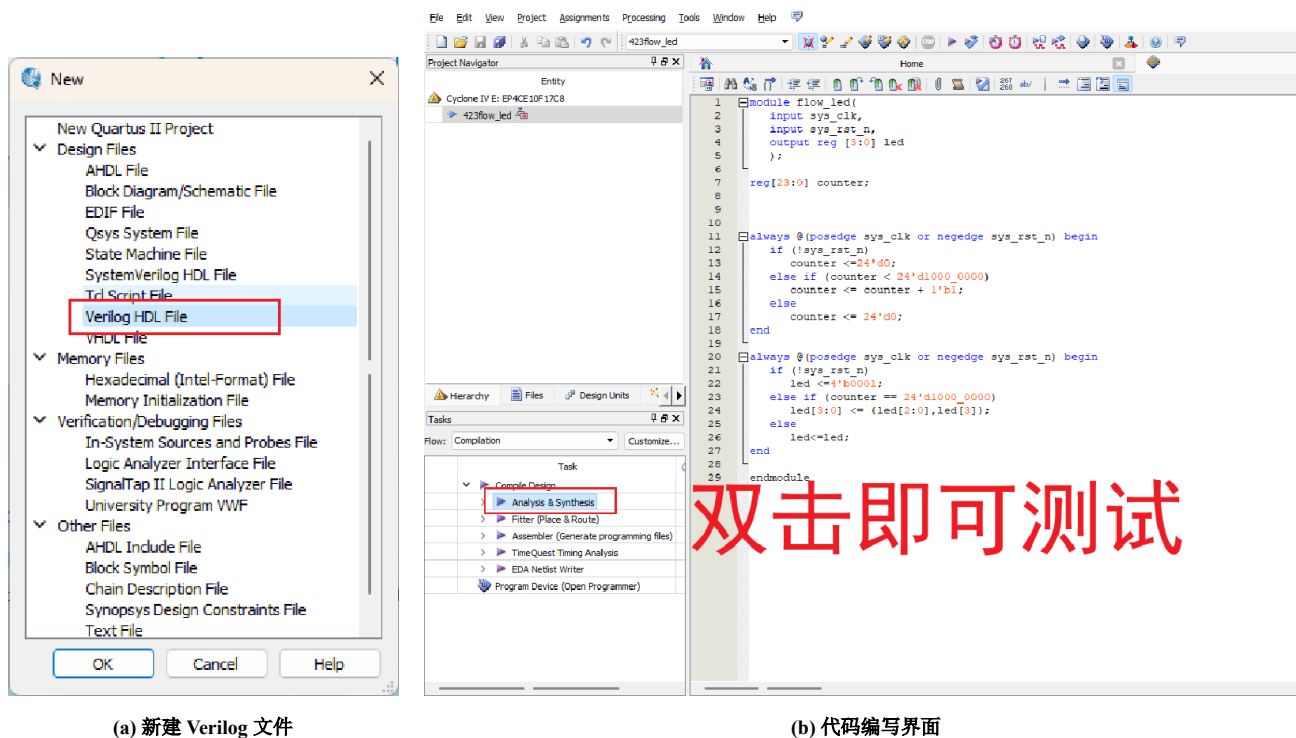 New
New Quartus II Project
Design Files
AHDL File
Block Diagram/Schematic File
EDIF File
Qsys System File
State Machine File
SystemVerilog HDL File
Tcl Script File
Verilog HDL File
VHDL File
Memory Files
Hexadecimal (Intel-Format) File
Memory Initialization File
Verification/Debugging Files
In-System Sources and Probes File
Logic Analyzer Interface File
SignalTap II Logic Analyzer File
University Program VWF
Other Files
AHDL Include File
Block Symbol File
Chain Description File
Synopsys Design Constraints File
Text File
OK Cancel Help
(a) 新建 Verilog 文件
File Edit View Project Assignments Processing Tools Window Help
423flow_led
Project Navigator
Entity
Cyclone IV E: EP4CE10F17C8
423flow_led
Hierarchy Files Design Units
Tasks
Flow: Compilation Customize...
Task
Compile Design
Analysis & Synthesis
Fitter (Place & Route)
Assembler (Generate programming files)
TimeQuest Timing Analysis
EDA Netlist Writer
Program Device (Open Programmer)
Home
267
268 ab/
1 module flow_led(
2 input sys_clk,
3 input sys_rst_n,
4 output reg [3:0] led
5 );
6
7 reg[23:0] counter;
8
9
10
11 always @(posedge sys_clk or negedge sys_rst_n) begin
12 if (!sys_rst_n)
13 counter <=24'd0;
14 else if (counter < 24'd1000_0000)
15 counter <= counter + 1'b1;
16 else
17 counter <= 24'd0;
18 end
19
20 always @(posedge sys_clk or negedge sys_rst_n) begin
21 if (!sys_rst_n)
22 led <=4'b0001;
23 else if (counter == 24'd1000_0000)
24 led[3:0] <= {led[2:0],led[3]};
25 else
26 led<=led;
27 end
28
29 endmodule
双击即可测试
(b) 代码编写界面